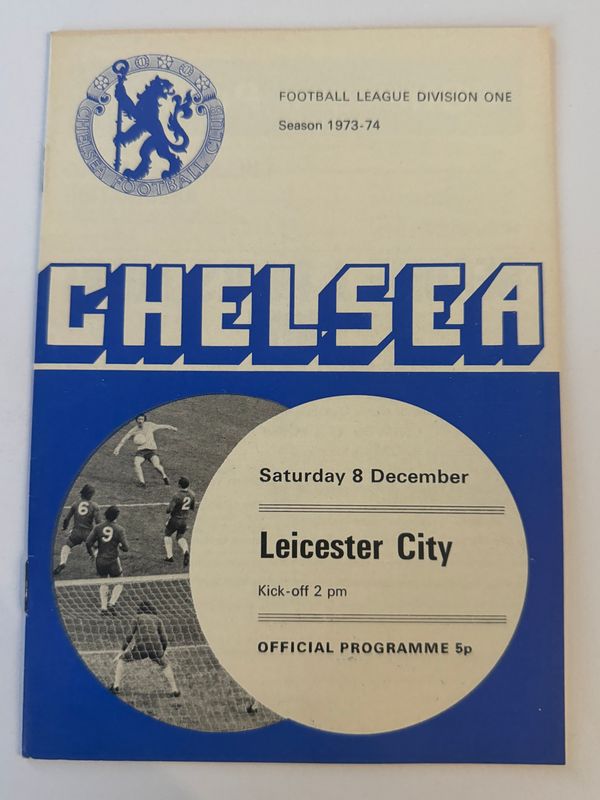 CHELSEA FOOTBALL CLUB
FOOTBALL LEAGUE DIVISION ONE
Season 1973-74
CHELSEA
Saturday 8 December
Leicester City
Kick-off 2 pm
OFFICIAL PROGRAMME 5p
6
9
2